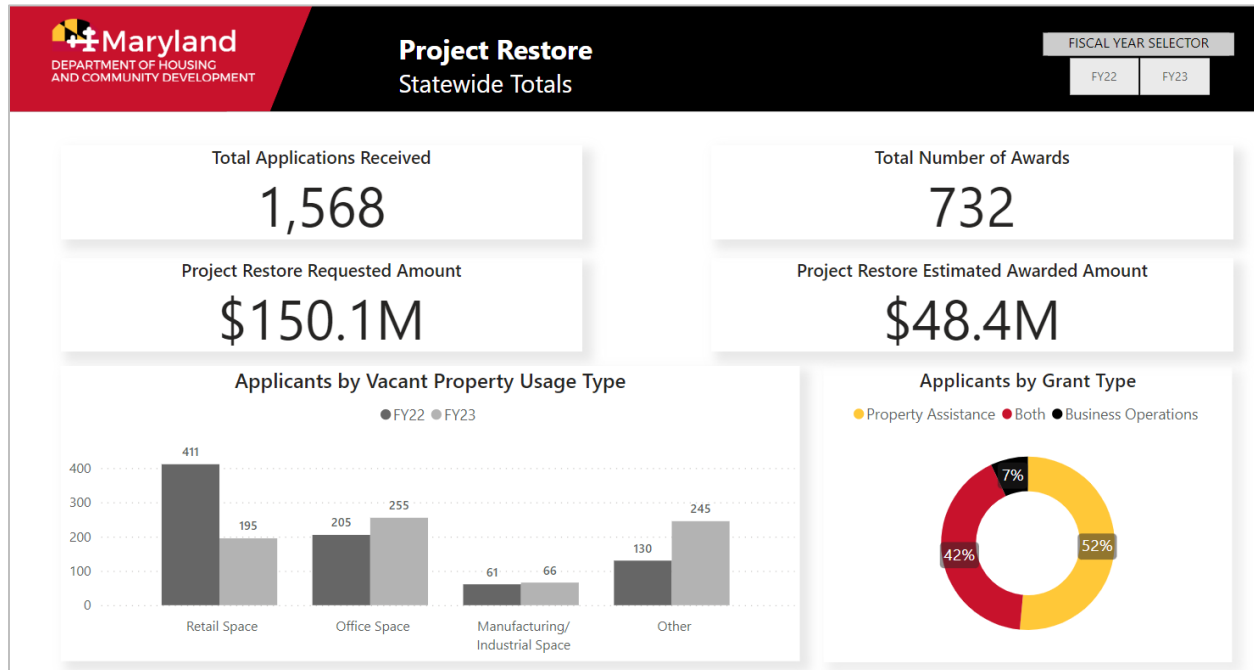 Maryland
DEPARTMENT OF HOUSING
AND COMMUNITY DEVELOPMENT
Project Restore
Statewide Totals
FISCAL YEAR SELECTOR
FY22 FY23
Total Applications Received
1,568
Total Number of Awards
732
Project Restore Requested Amount
$150.1M
Project Restore Estimated Awarded Amount
$48.4M
Applicants by Vacant Property Usage Type
FY22 FY23
400
300
200
100
0
411
195
205
255
61
66
130
245
Retail Space
Office Space
Manufacturing/
Industrial Space
Other
Applicants by Grant Type
Property Assistance Both Business Operations
7%
42%
52%